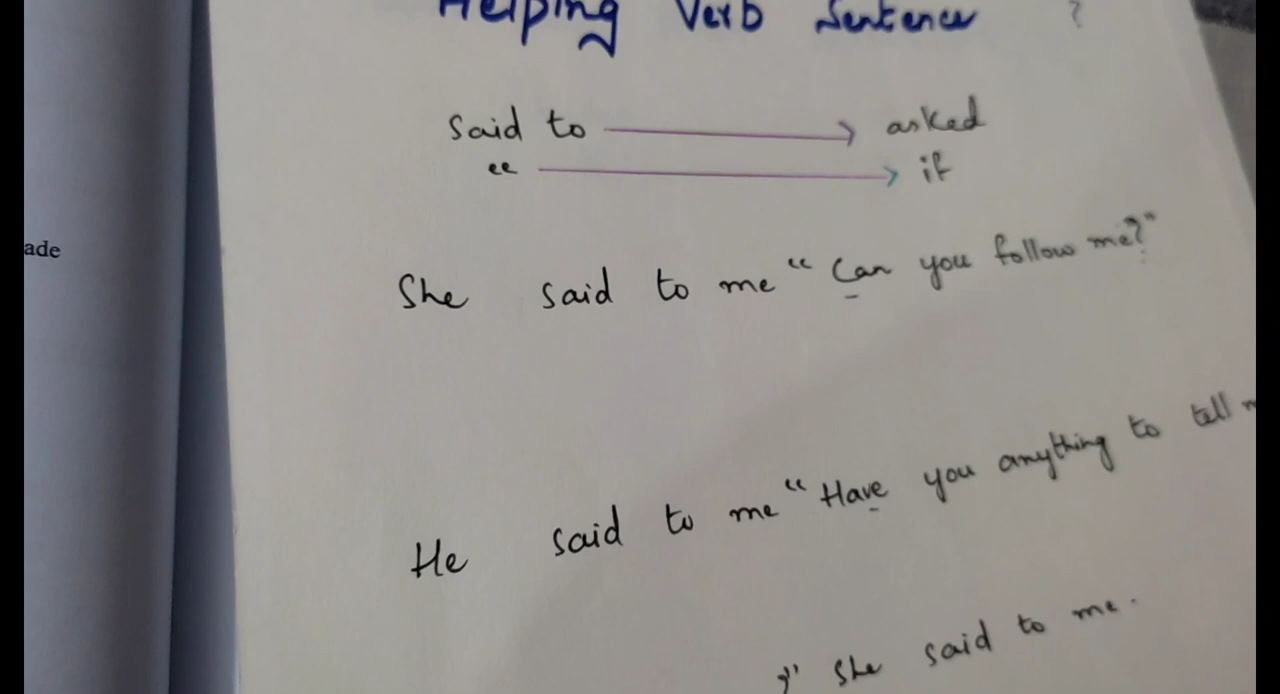 Helping Verb Sentence ?
Said to → asked
“ → if
ade
She said to me “ Can you follow me?”
He said to me “ Have you anything to tell
,” She said to me.